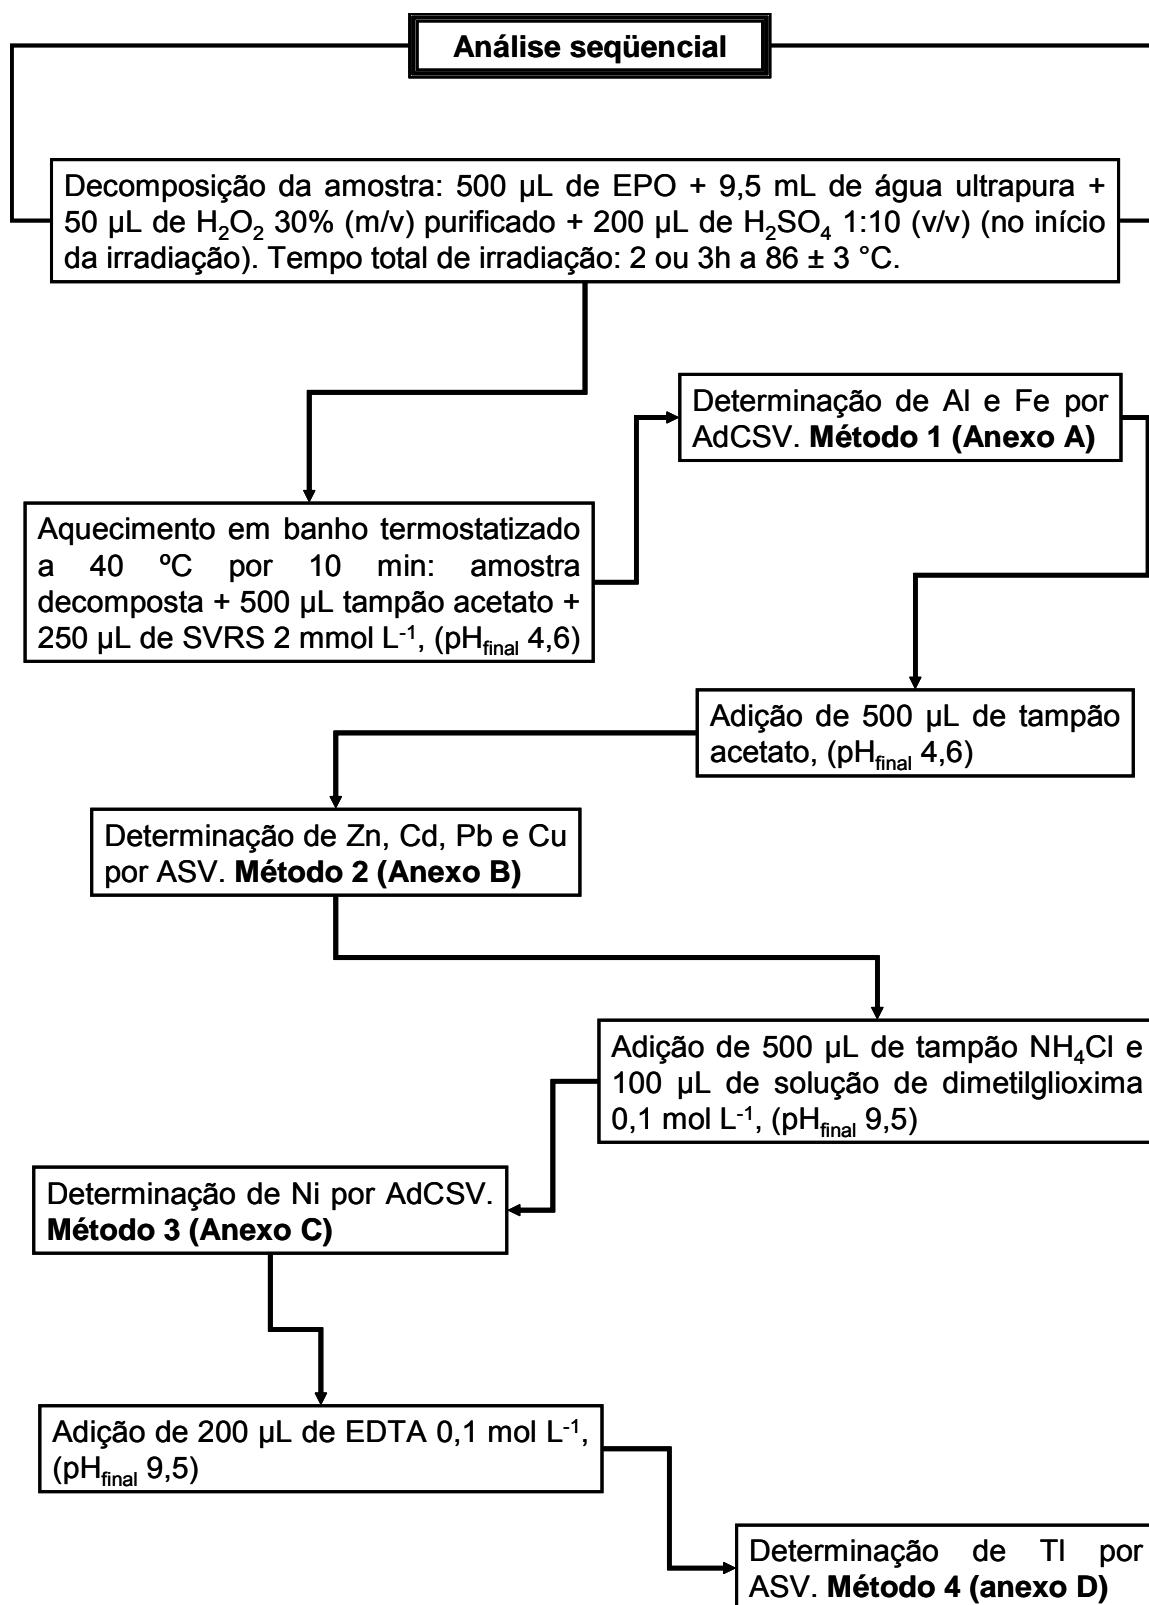 Análise seqüencial
Decomposição da amostra: 500 µL de EPO + 9,5 mL de água ultrapura +
50 µL de H₂O₂ 30% (m/v) purificado + 200 µL de H₂SO₄ 1:10 (v/v) (no início
da irradiação). Tempo total de irradiação: 2 ou 3h a 86 ± 3 °C.
Determinação de Al e Fe por
AdCSV. Método 1 (Anexo A)
Aquecimento em banho termostatizado
a 40 ºC por 10 min: amostra
decomposta + 500 µL tampão acetato +
250 µL de SVRS 2 mmol L⁻¹, (pHfinal 4,6)
Adição de 500 µL de tampão
acetato, (pHfinal 4,6)
Determinação de Zn, Cd, Pb e Cu
por ASV. Método 2 (Anexo B)
Adição de 500 µL de tampão NH₄Cl e
100 µL de solução de dimetilglioxima
0,1 mol L⁻¹, (pHfinal 9,5)
Determinação de Ni por AdCSV.
Método 3 (Anexo C)
Adição de 200 µL de EDTA 0,1 mol L⁻¹,
(pHfinal 9,5)
Determinação de Tl por
ASV. Método 4 (anexo D)